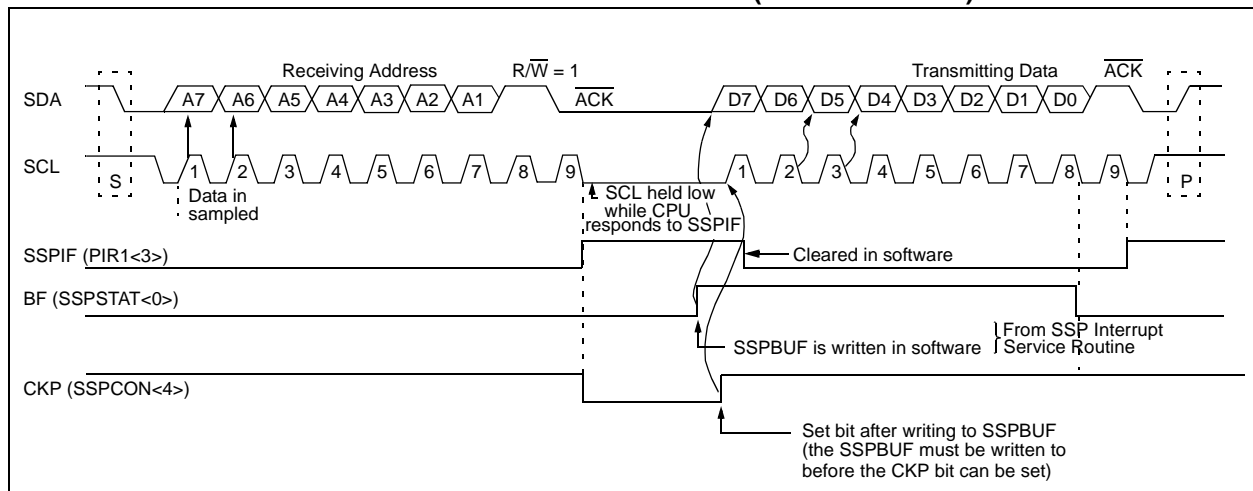 Receiving Address
R/W = 1
Transmitting Data
ACK
SDA
A7 A6 A5 A4 A3 A2 A1
ACK
D7 D6 D5 D4 D3 D2 D1 D0
SCL
S
1 2 3 4 5 6 7 8 9
1 2 3 4 5 6 7 8 9
P
Data in
sampled
SCL held low
while CPU
responds to SSPIF
SSPIF (PIR1<3>)
Cleared in software
BF (SSPSTAT<0>)
SSPBUF is written in software
From SSP Interrupt
Service Routine
CKP (SSPCON<4>)
Set bit after writing to SSPBUF
(the SSPBUF must be written to
before the CKP bit can be set)